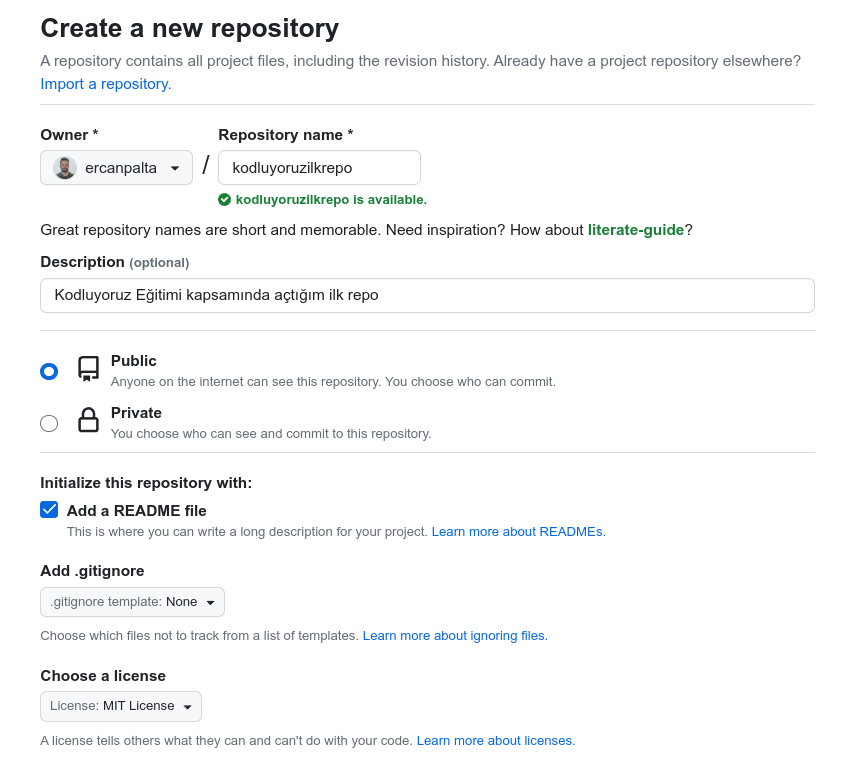 Create a new repository
A repository contains all project files, including the revision history. Already have a project repository elsewhere?
Import a repository.
Owner * Repository name *
ercanpalta / kodluyoruzilkrepo
kodluyoruzilkrepo is available.
Great repository names are short and memorable. Need inspiration? How about literate-guide?
Description (optional)
Kodluyoruz Eğitimi kapsamında açtığım ilk repo
Public
Anyone on the internet can see this repository. You choose who can commit.
Private
You choose who can see and commit to this repository.
Initialize this repository with:
Add a README file
This is where you can write a long description for your project. Learn more about READMEs.
Add .gitignore
.gitignore template: None
Choose which files not to track from a list of templates. Learn more about ignoring files.
Choose a license
License: MIT License
A license tells others what they can and can't do with your code. Learn more about licenses.